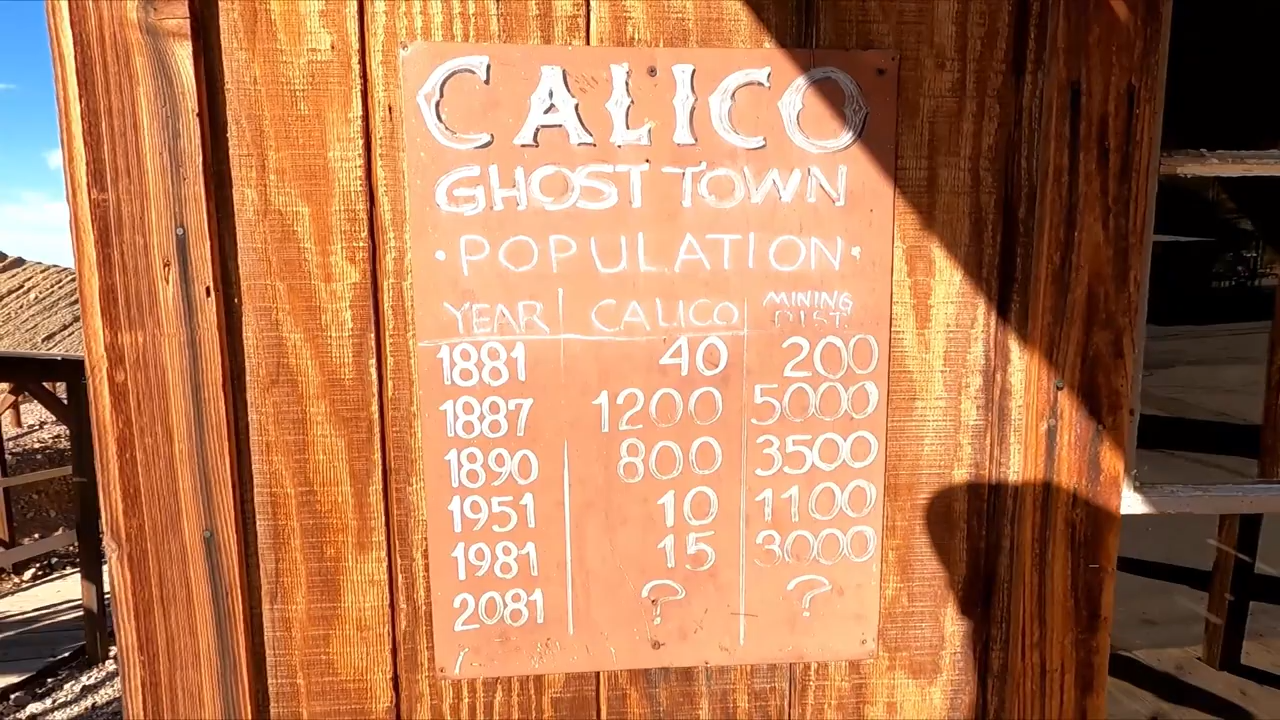 CALICO
GHOST TOWN
·POPULATION·
YEAR CALICO MINING DIST.
1881 40 200
1887 1200 5000
1890 800 3500
1951 10 1100
1981 15 3000
2081 ? ?